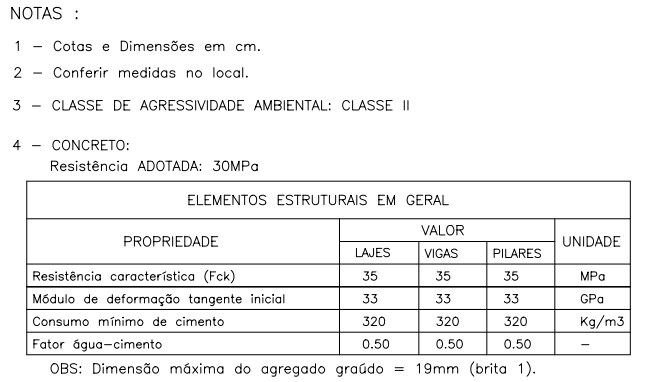 NOTAS :
1 – Cotas e Dimensões em cm.
2 – Conferir medidas no local.
3 – CLASSE DE AGRESSIVIDADE AMBIENTAL: CLASSE II
4 – CONCRETO:
Resistência ADOTADA: 30MPa
ELEMENTOS ESTRUTURAIS EM GERAL
PROPRIEDADE VALOR UNIDADE
LAJES VIGAS PILARES
Resistência característica (Fck) 35 35 35 MPa
Módulo de deformação tangente inicial 33 33 33 GPa
Consumo mínimo de cimento 320 320 320 Kg/m3
Fator água-cimento 0.50 0.50 0.50 –
OBS: Dimensão máxima do agregado graúdo = 19mm (brita 1).